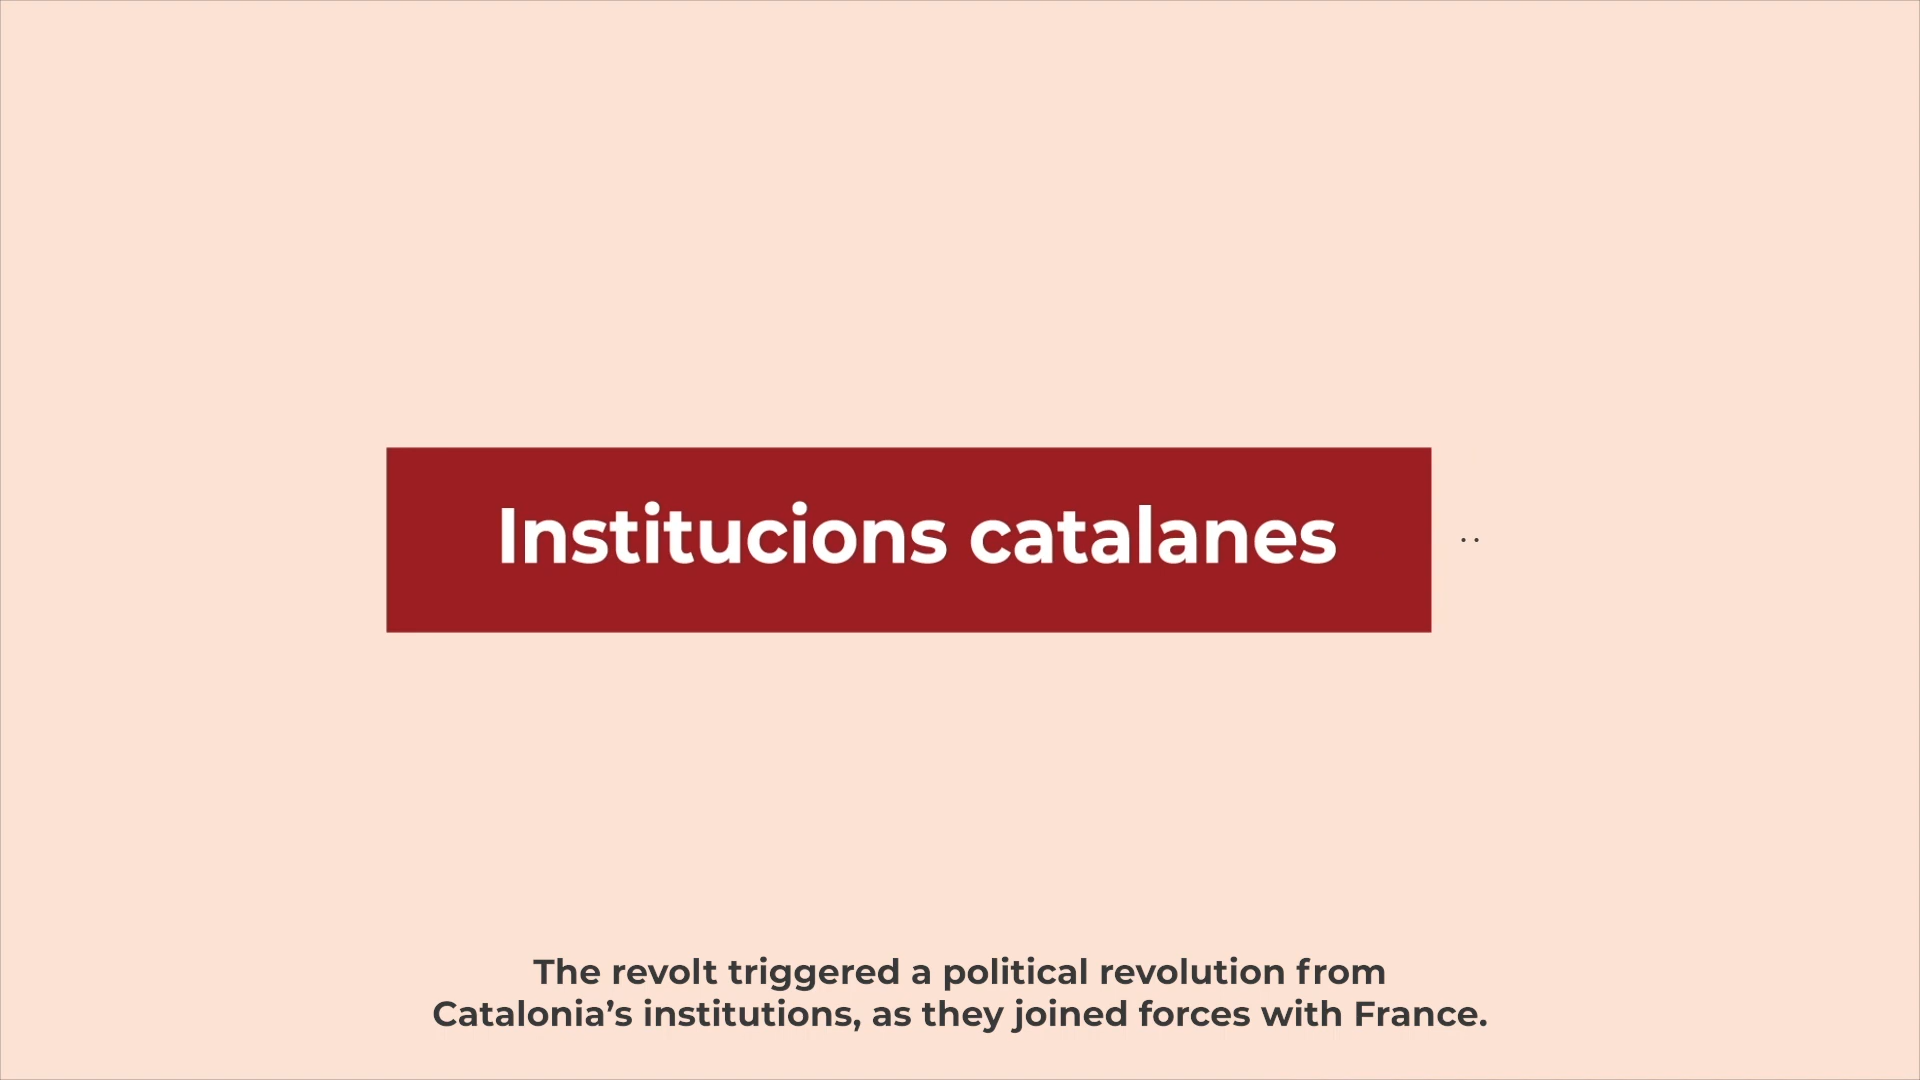 Institucions catalanes
The revolt triggered a political revolution from
Catalonia’s institutions, as they joined forces with France.